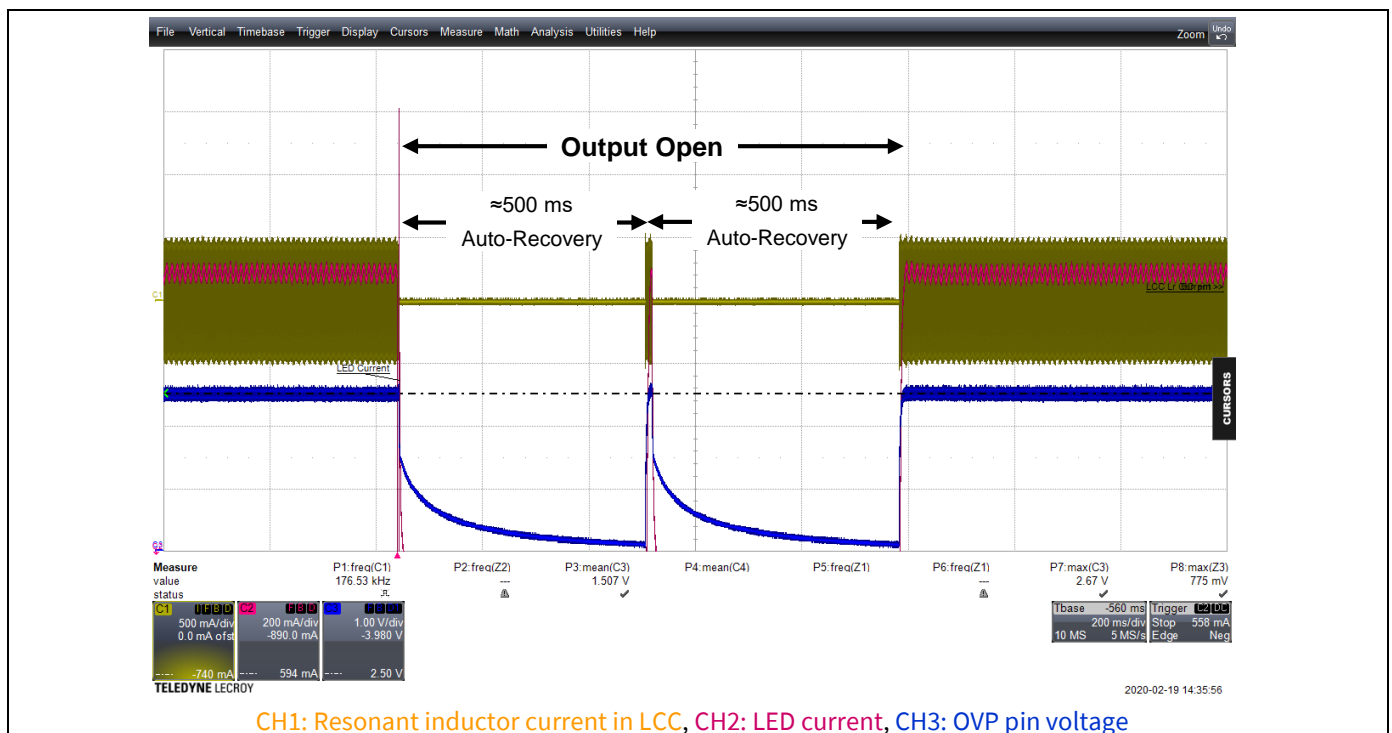 File Vertical Timebase Trigger Display Cursors Measure Math Analysis Utilities Help Zoom Undo
Output Open
≈500 ms ≈500 ms
Auto-Recovery Auto-Recovery
C1
LCC Lr
LED Current
CURSORS
C3
Measure P1:freq(C1) P2:freq(Z2) P3:mean(C3) P4:mean(C4) P5:freq(Z1) P6:freq(Z1) P7:max(C3) P8:max(Z3)
value 176.53 kHz --- 1.507 V --- 2.67 V 775 mV
status
C1 C2 Tbase -560 ms Trigger C2 DC
500 mA/div 200 mA/div 1.00 V/div 200 ms/div Stop 558 mA
0.0 mA ofst -890.0 mA -3.980 V 10 MS 5 MS/s Edge Neg
-740 mA 594 mA 2.50 V
TELEDYNE LECROY 2020-02-19 14:35:56
CH1: Resonant inductor current in LCC, CH2: LED current, CH3: OVP pin voltage